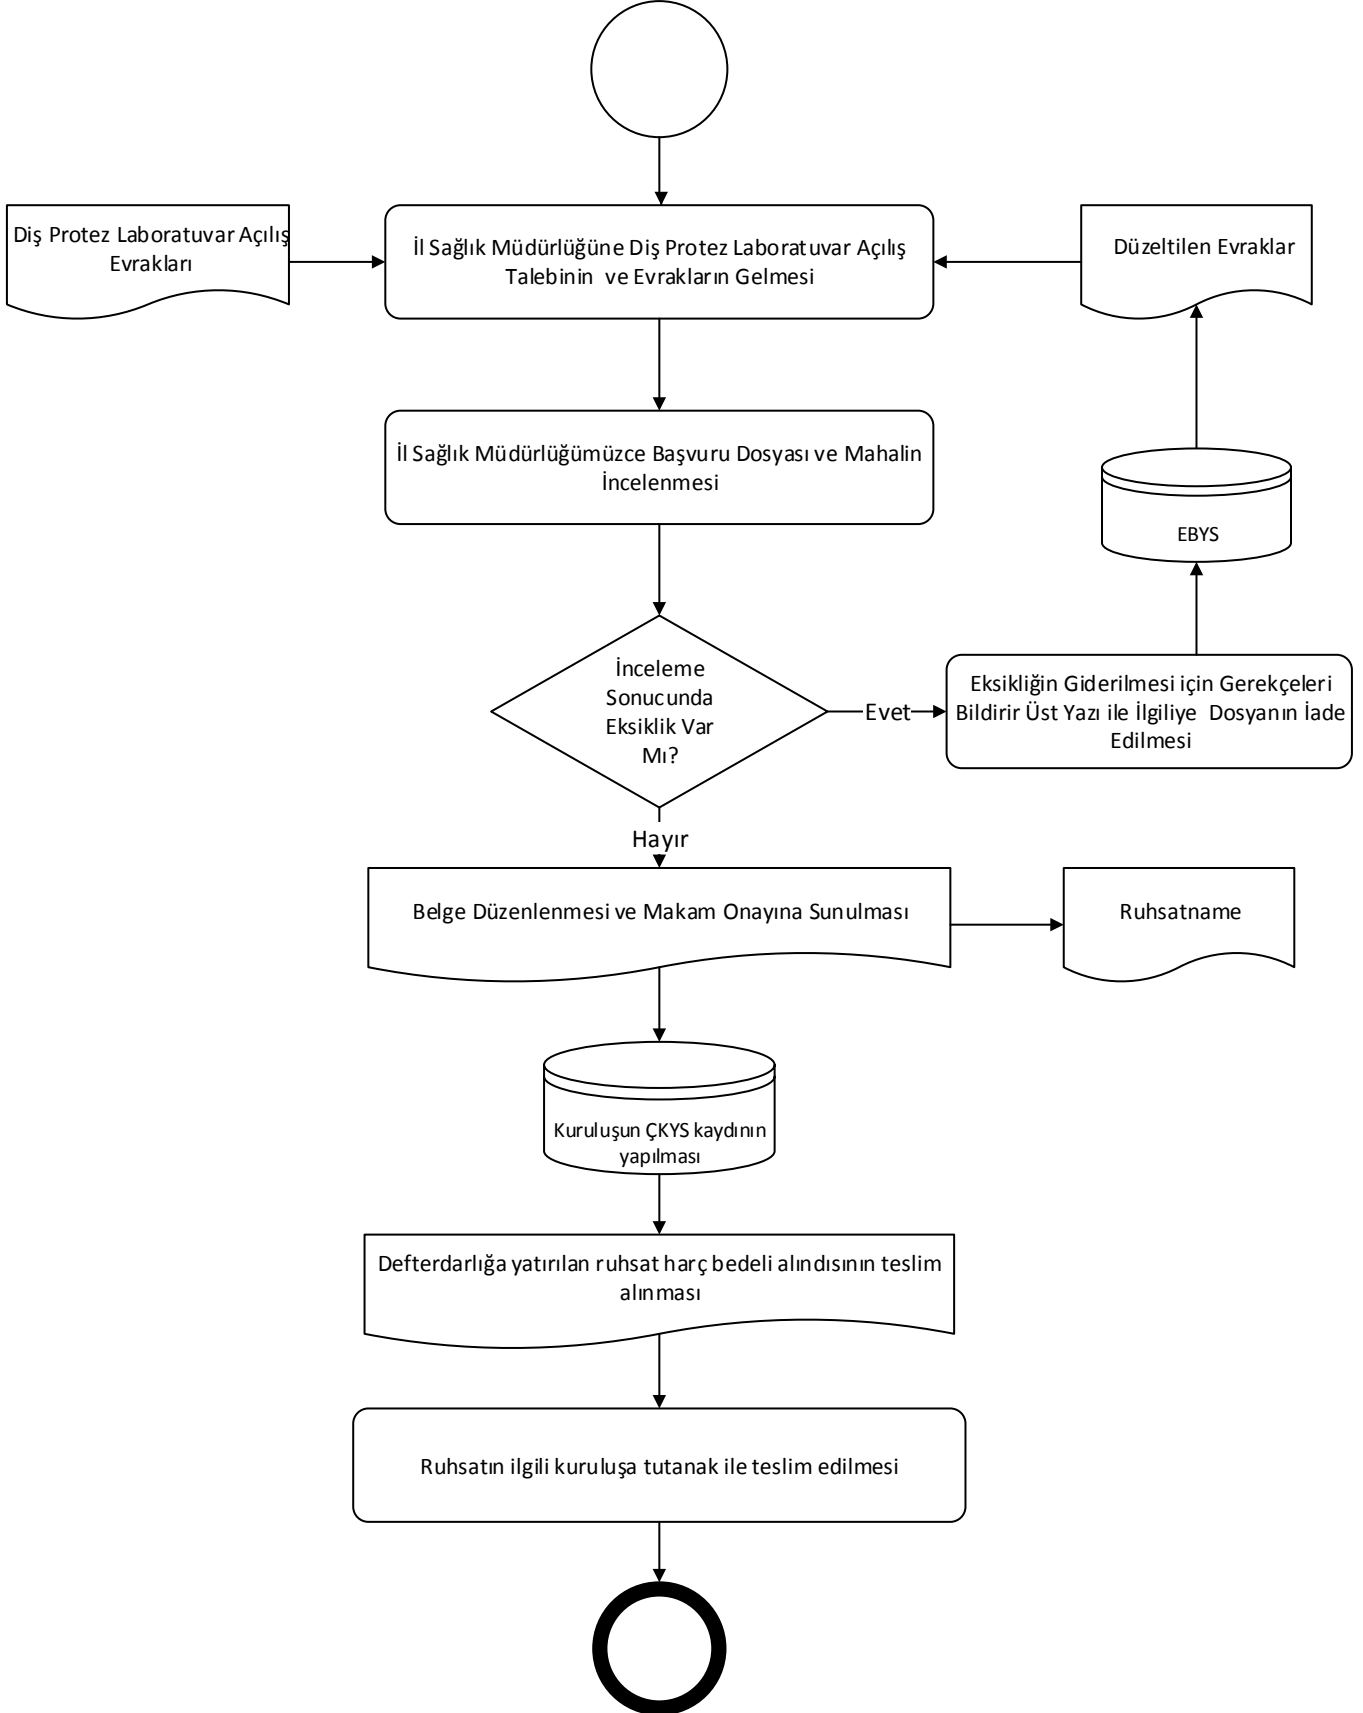 Diş Protez Laboratuvar Açılış
Evrakları
İl Sağlık Müdürlüğüne Diş Protez Laboratuvar Açılış
Talebinin ve Evrakların Gelmesi
Düzeltilen Evraklar
İl Sağlık Müdürlüğümüzce Başvuru Dosyası ve Mahalin
İncelenmesi
EBYS
İnceleme
Sonucunda
Eksiklik Var
Mı?
Evet
Eksikliğin Giderilmesi için Gerekçeleri
Bildirir Üst Yazı ile İlgiliye Dosyanın İade
Edilmesi
Hayır
Belge Düzenlenmesi ve Makam Onayına Sunulması
Ruhsatname
Kuruluşun ÇKYS kaydının
yapılması
Defterdarlığa yatırılan ruhsat harç bedeli alındısının teslim
alınması
Ruhsatın ilgili kuruluşa tutanak ile teslim edilmesi